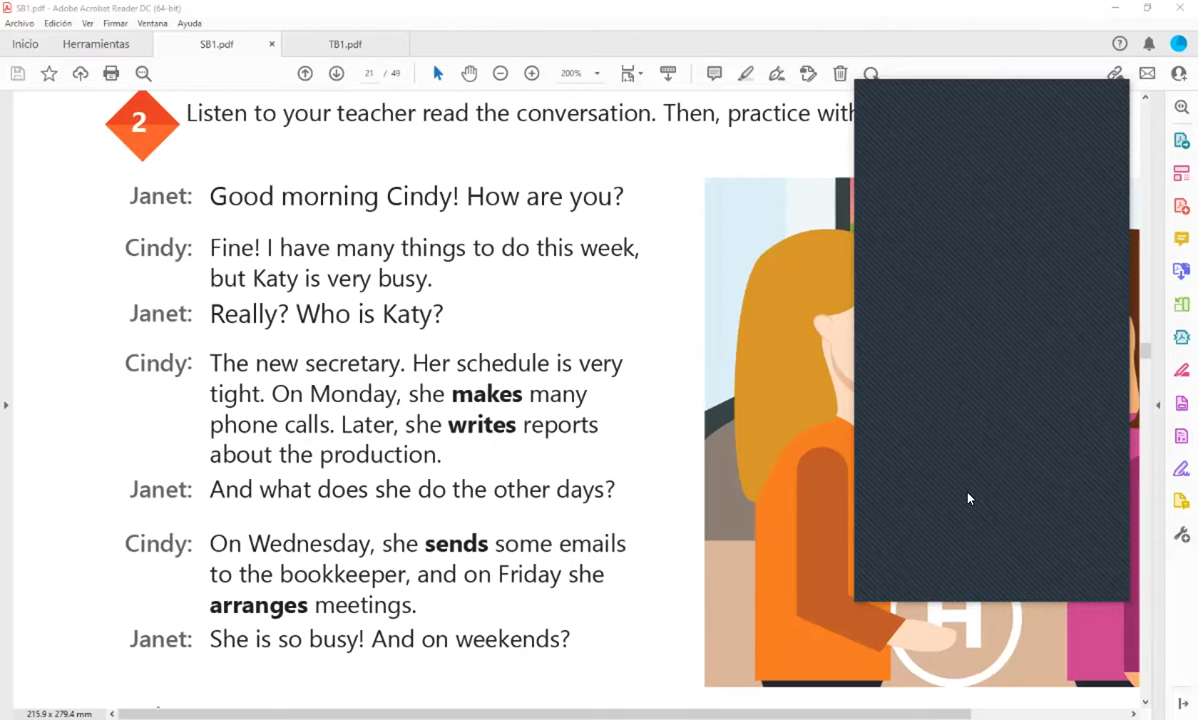 SB1.pdf - Adobe Acrobat Reader DC (64-bit)
Archivo Edición Ver Firmar Ventana Ayuda
Inicio Herramientas SB1.pdf × TB1.pdf
21 / 49 200%
2 Listen to your teacher read the conversation. Then, practice with
Janet: Good morning Cindy! How are you?
Cindy: Fine! I have many things to do this week,
but Katy is very busy.
Janet: Really? Who is Katy?
Cindy: The new secretary. Her schedule is very
tight. On Monday, she makes many
phone calls. Later, she writes reports
about the production.
Janet: And what does she do the other days?
Cindy: On Wednesday, she sends some emails
to the bookkeeper, and on Friday she
arranges meetings.
Janet: She is so busy! And on weekends?
H
215.9 x 279.4 mm